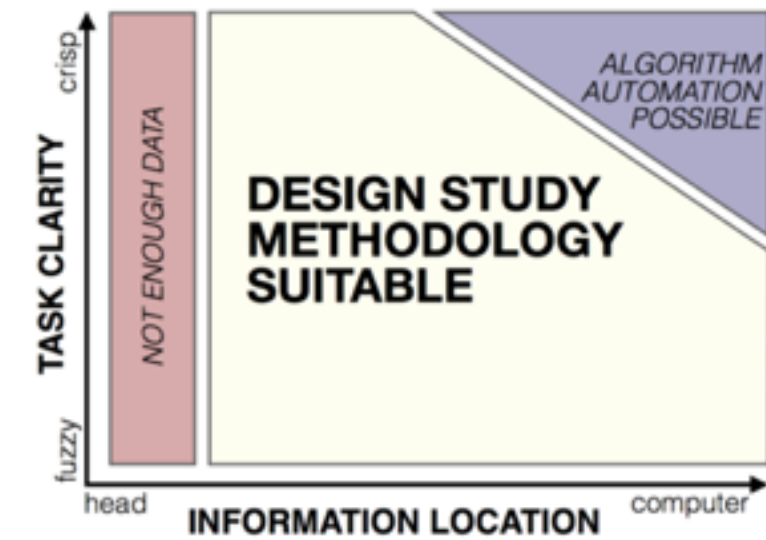 crisp
TASK CLARITY
fuzzy
NOT ENOUGH DATA
DESIGN STUDY
METHODOLOGY
SUITABLE
ALGORITHM
AUTOMATION
POSSIBLE
head
INFORMATION LOCATION
computer